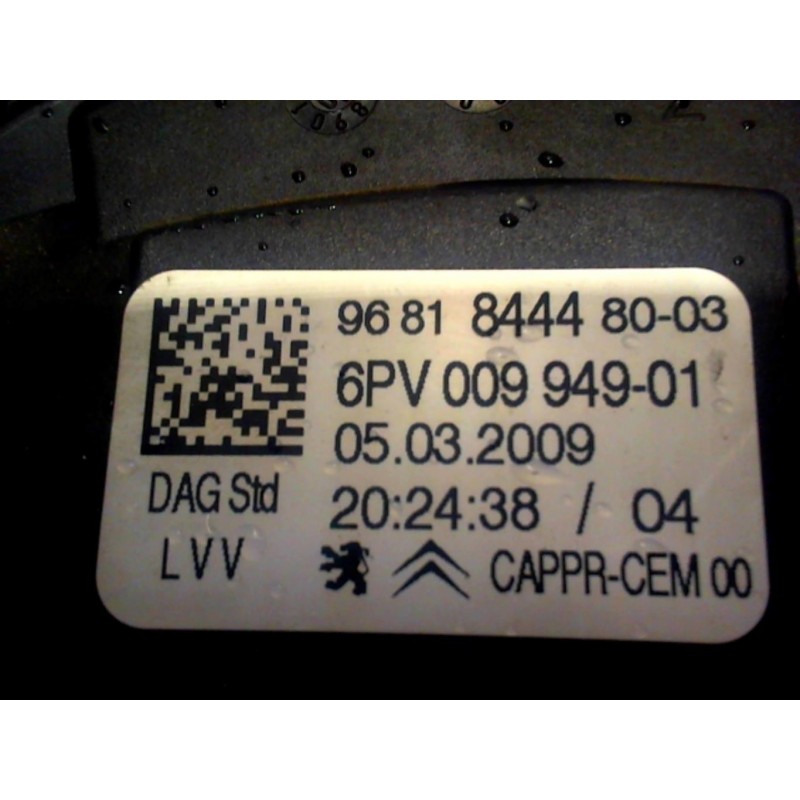 96 81 8444 80-03
6PV 009 949-01
05.03.2009
DAG Std
20:24:38 / 04
LVV
CAPPR-CEM 00